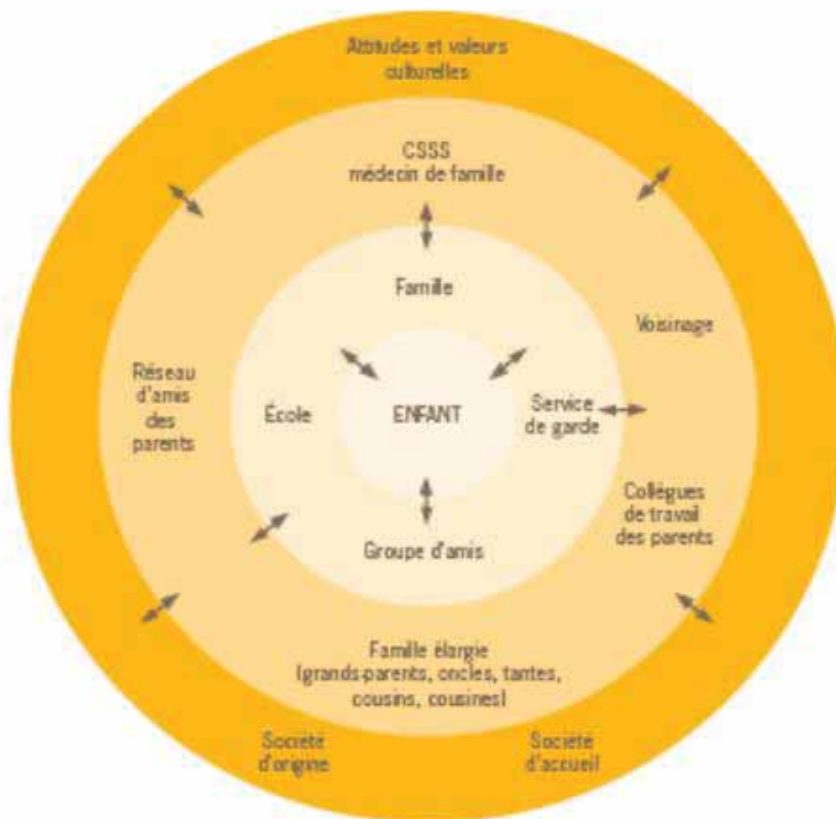 Attitudes et valeurs
culturelles
CSSS
médecin de famille
Famille
Voisinage
Réseau
d'amis
des
parents
École
ENFANT
Service
de garde
Collègues
de travail
des parents
Groupe d'amis
Famille élargie
(grands-parents, oncles, tantes,
cousins, cousines)
Société
d'origine
Société
d'accueil